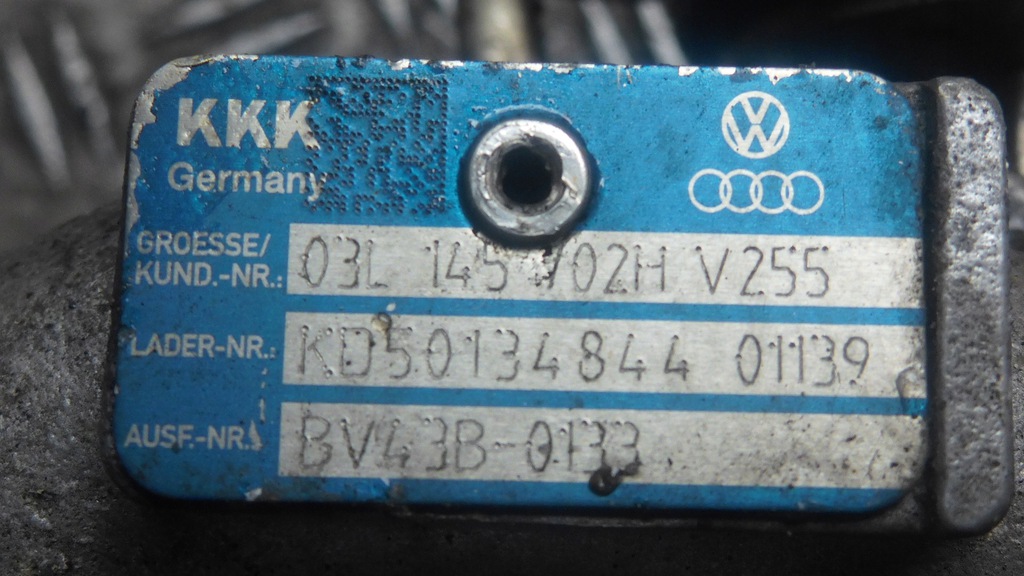 KKK
Germany
GROESSE/
KUND.-NR.: 03L 145 702H V255
LADER-NR.: KD50134844 01139
AUSF.-NR. BV43B-0133